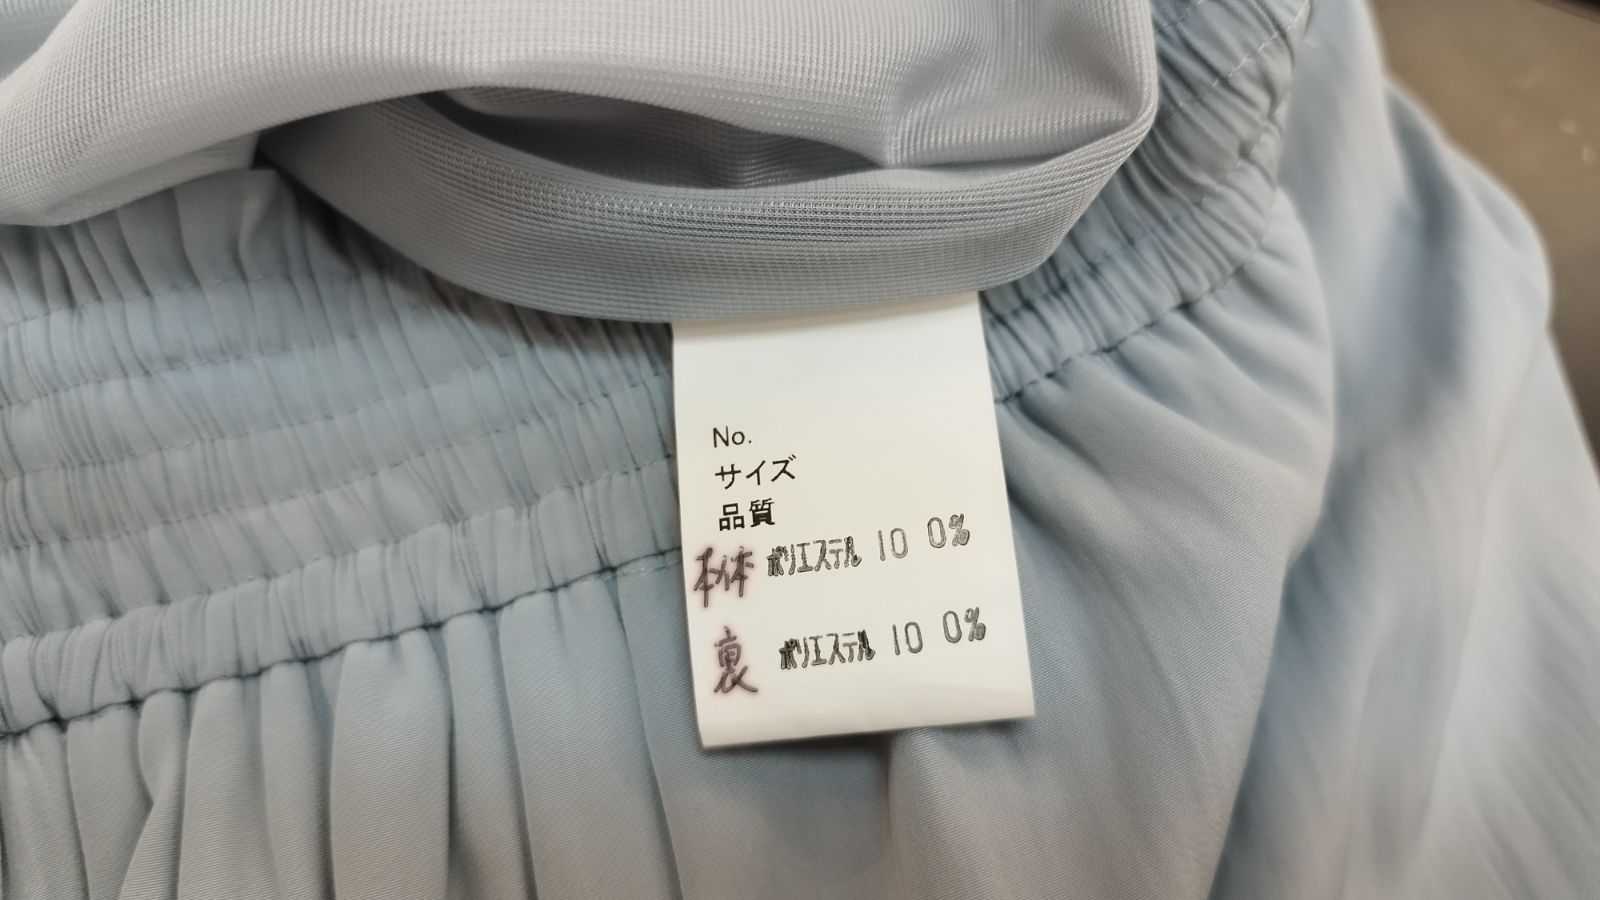 No.
サイズ
品質
本体 ポリエステル 100%
裏 ポリエステル 100%